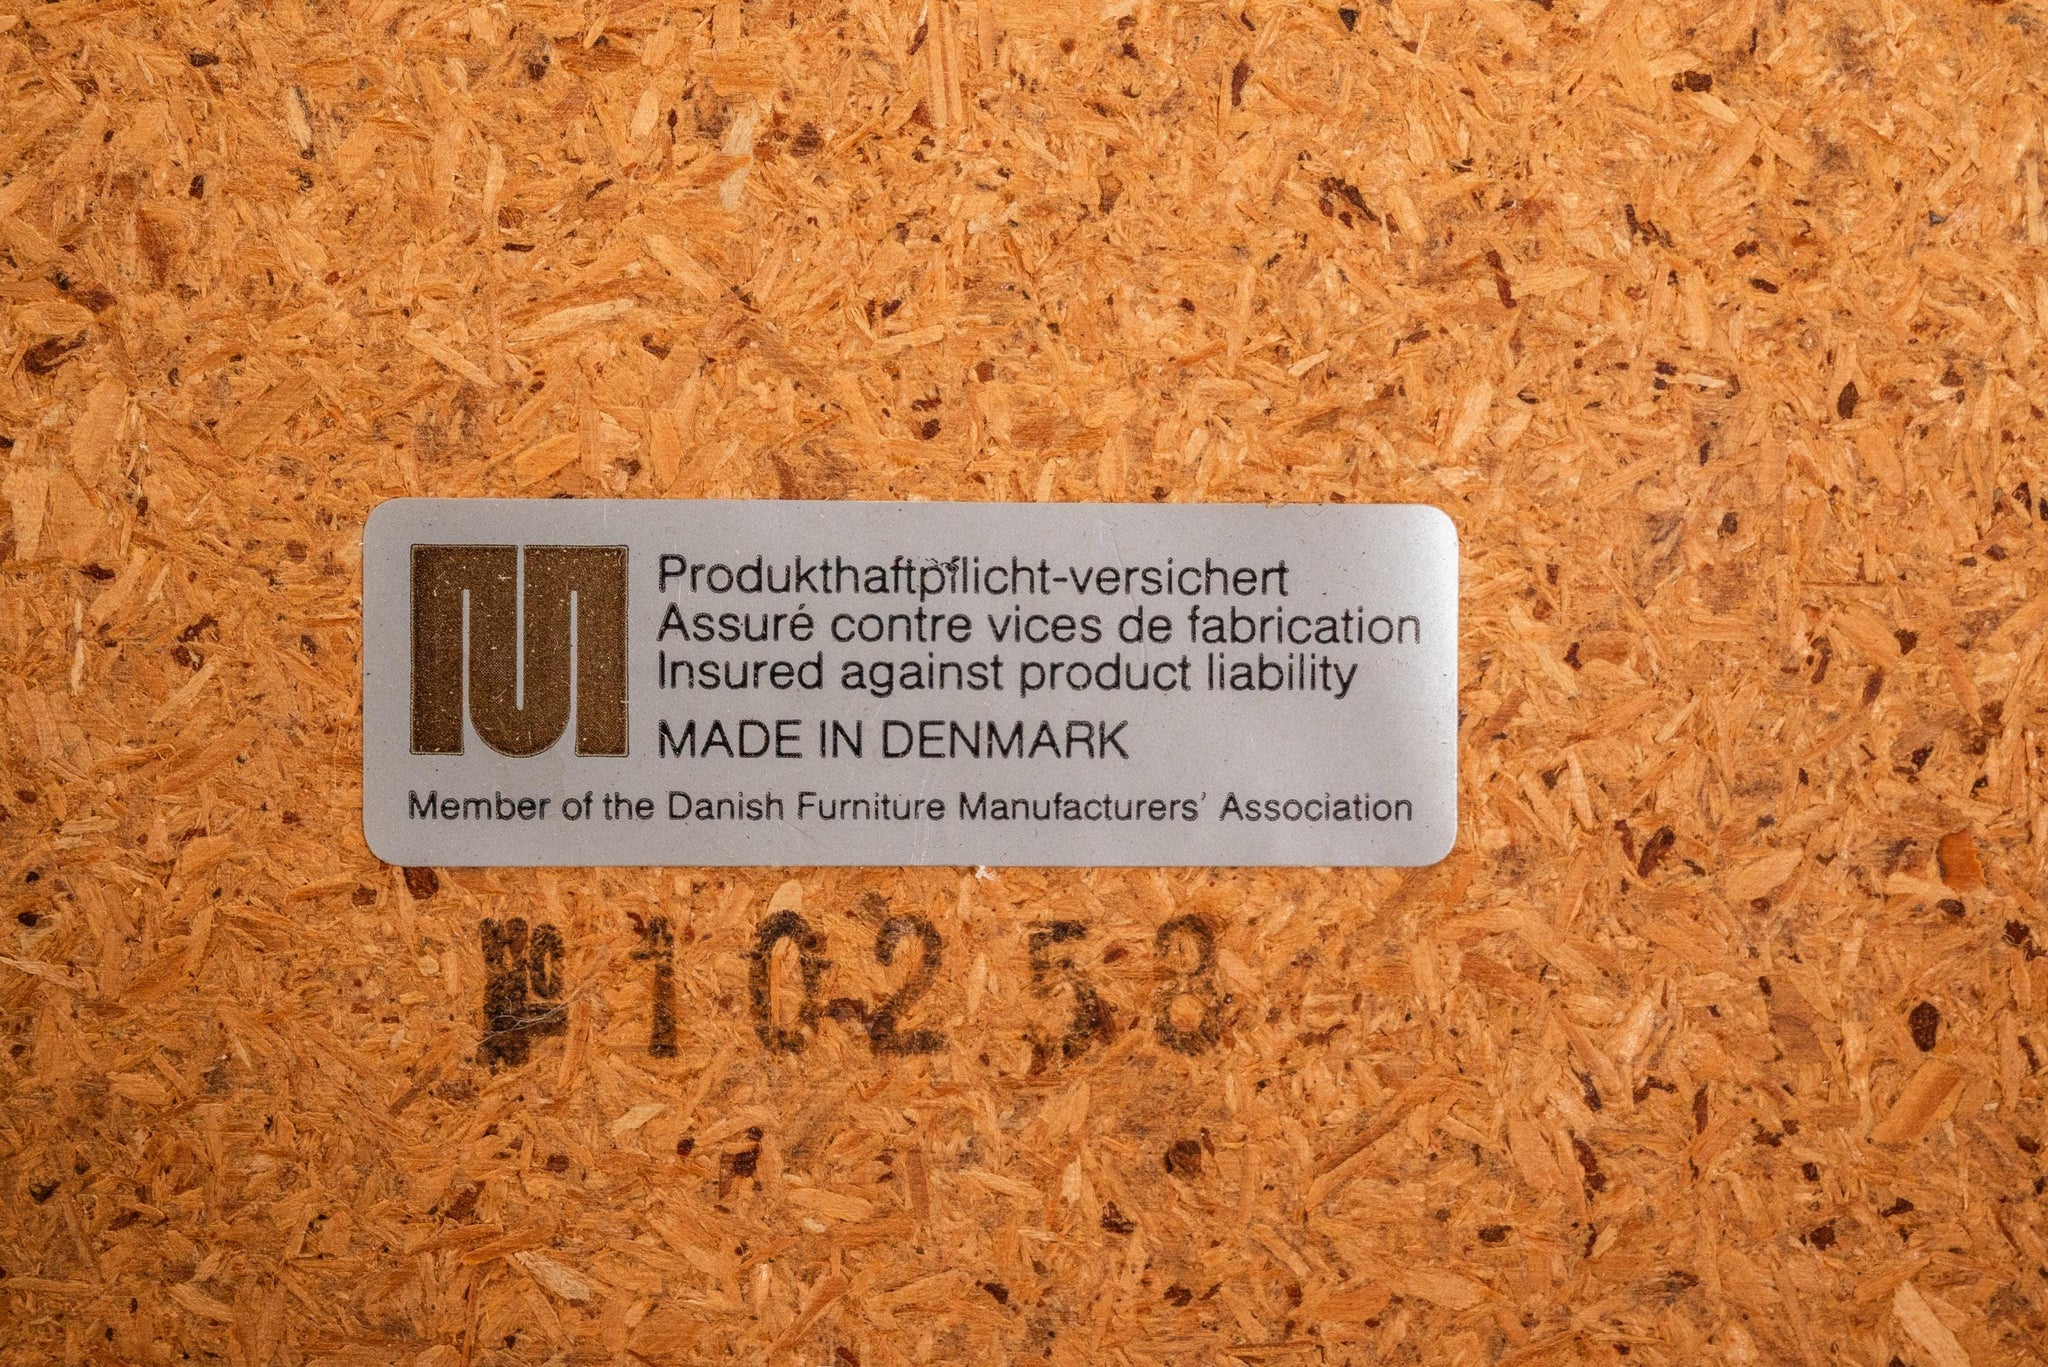 Produkthaftpflicht-versichert
Assuré contre vices de fabrication
Insured against product liability
MADE IN DENMARK
Member of the Danish Furniture Manufacturers' Association
10258